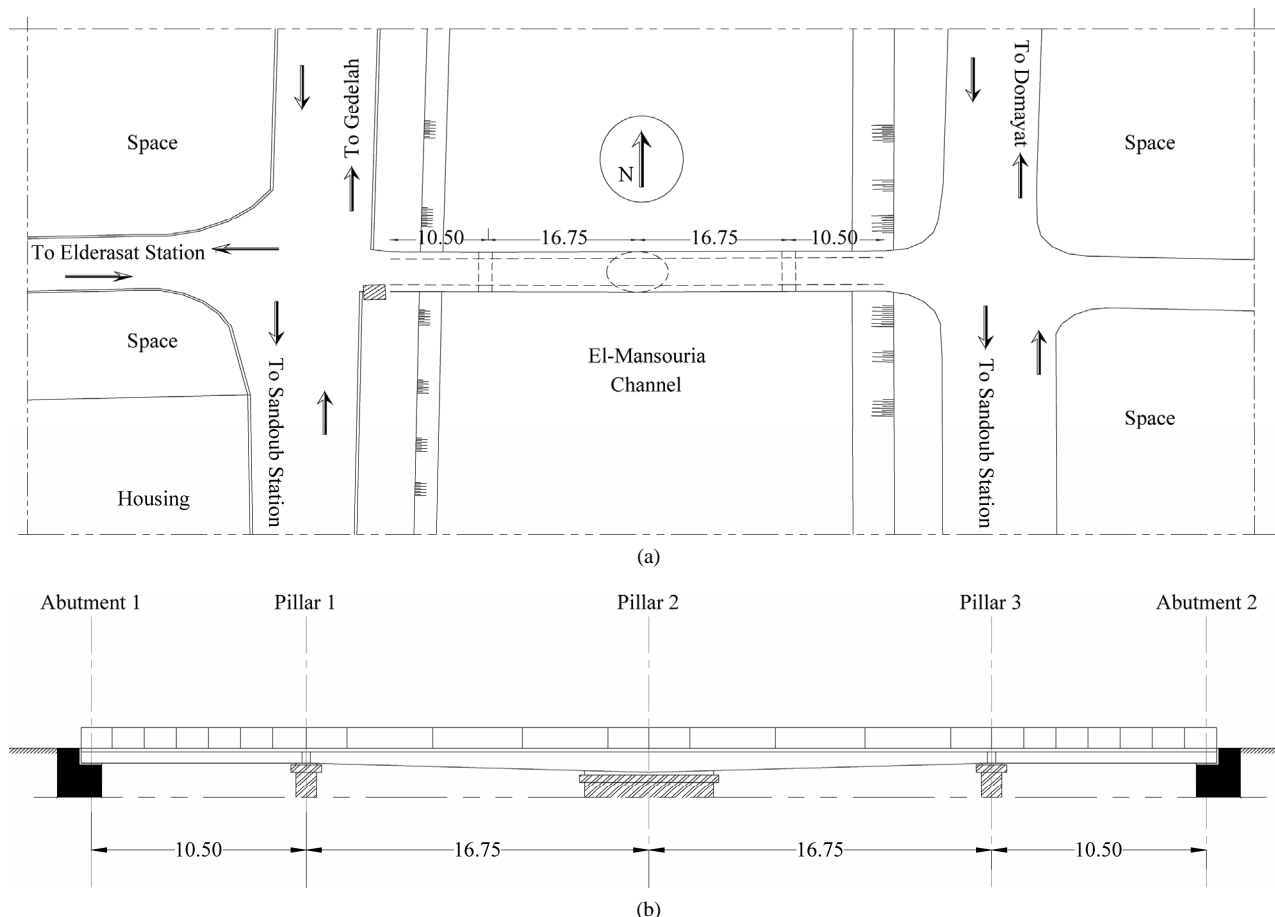 To Gedelah
To Domayat
Space
Space
N
10.50
16.75
16.75
10.50
To Elderasat Station
Space
El-Mansouria
Channel
To Sandoub Station
To Sandoub Station
Space
Housing
(a)
Abutment 1
Pillar 1
Pillar 2
Pillar 3
Abutment 2
10.50
16.75
16.75
10.50
(b)